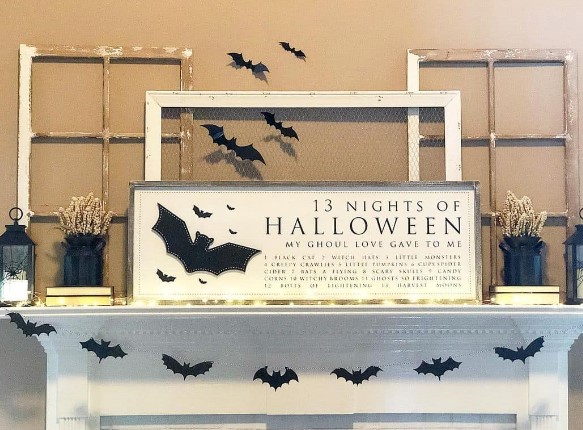 13 NIGHTS OF
HALLOWEEN
MY GHOUL LOVE GAVE TO ME
1 BLACK CAT 2 WITCH HATS 3 LITTLE MONSTERS
4 CREEPY CRAWLIES 5 LITTLE PUMPKINS 6 CUPS SPIDER
CIDER 7 BATS A FLYING 8 SCARY SKULLS 9 CANDY
CORNS 10 WITCHY BROOMS 11 GHOSTS SO FRIGHTENING
12 BOLTS OF LIGHTENING 13 HARVEST MOONS